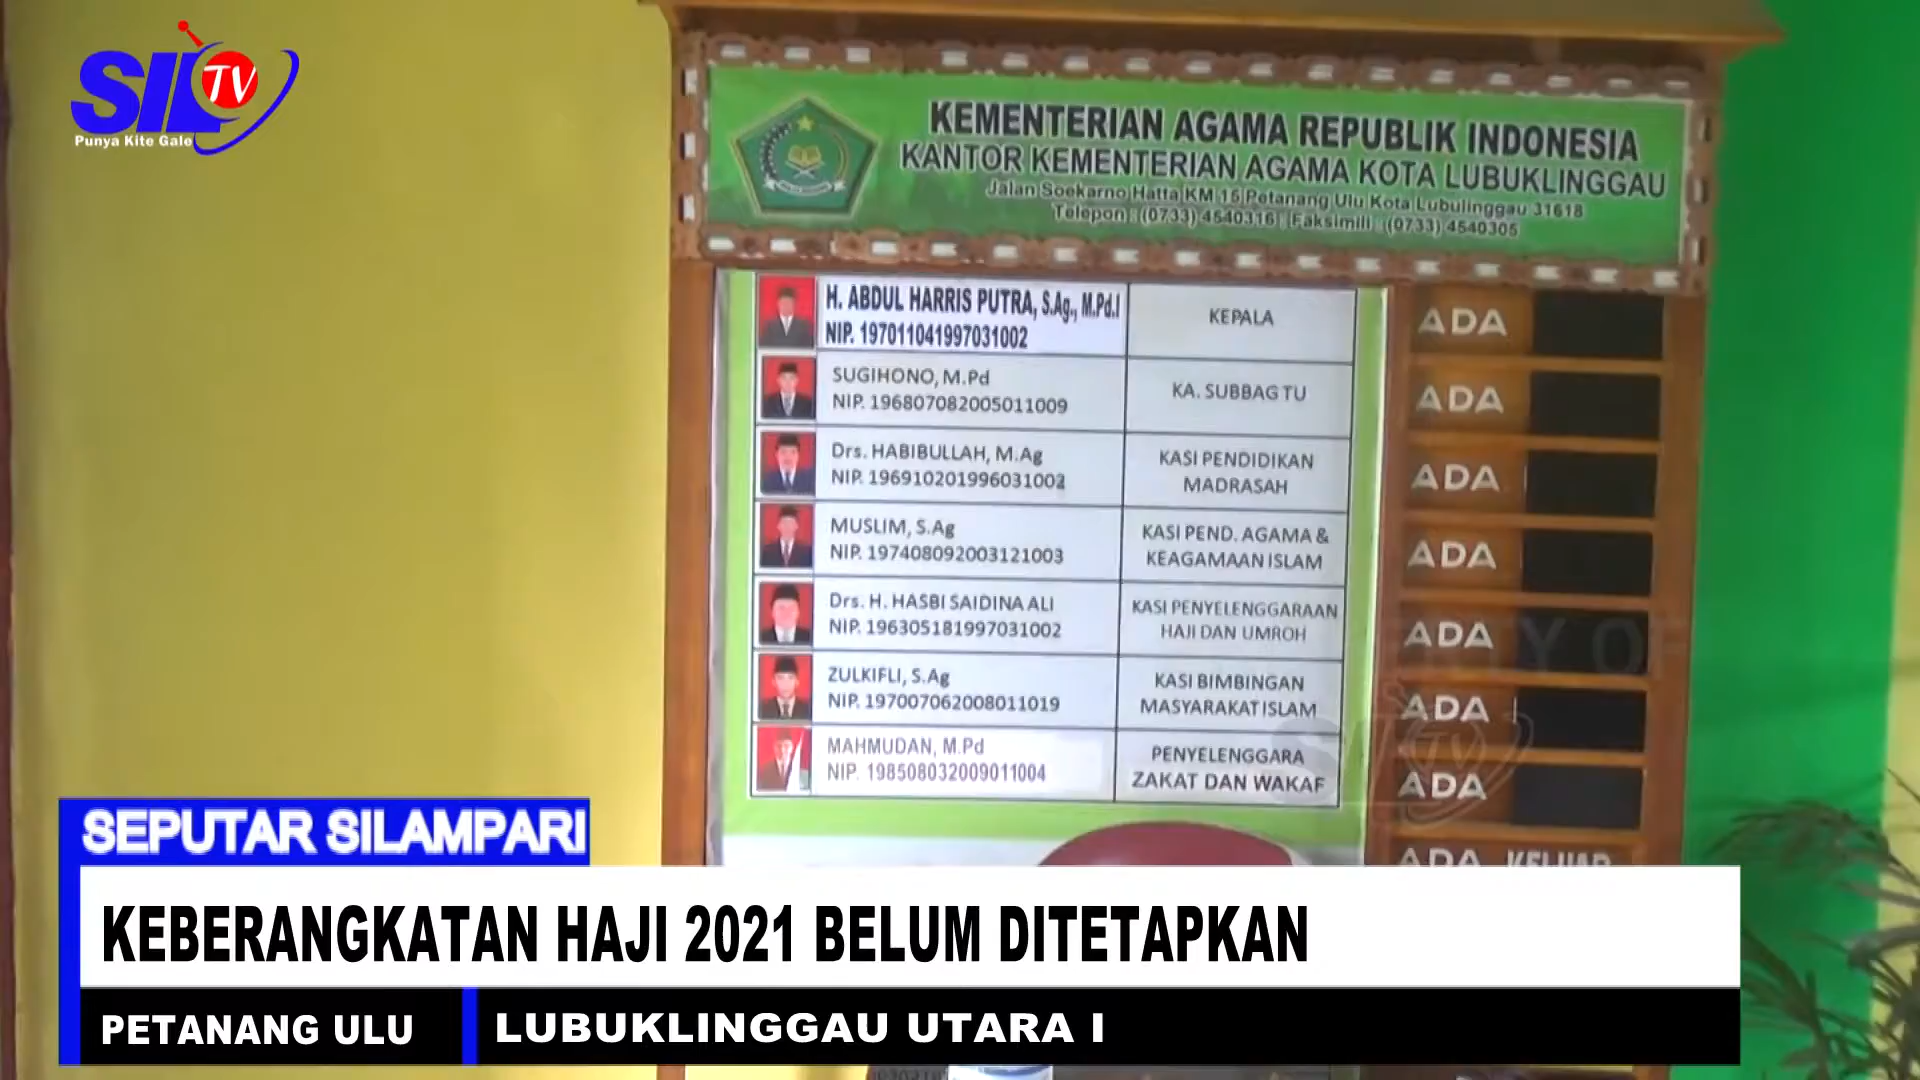 SIL TV
Punya Kite Gale
KEMENTERIAN AGAMA REPUBLIK INDONESIA
KANTOR KEMENTERIAN AGAMA KOTA LUBUKLINGGAU
Jalan Soekarno Hatta KM 15 Petanang Ulu Kota Lubulinggau 31618
Telepon : (0733) 4540316 : Faksimili : (0733) 4540305
H. ABDUL HARRIS PUTRA, S.Ag., M.Pd.I
NIP. 197011041997031002
KEPALA
ADA
SUGIHONO, M.Pd
NIP. 196807082005011009
KA. SUBBAG TU
ADA
Drs. HABIBULLAH, M.Ag
NIP. 196910201996031002
KASI PENDIDIKAN
MADRASAH
ADA
MUSLIM, S.Ag
NIP. 197408092003121003
KASI PEND. AGAMA &
KEAGAMAAN ISLAM
ADA
Drs. H. HASBI SAIDINA ALI
NIP. 196305181997031002
KASI PENYELENGGARAAN
HAJI DAN UMROH
ADA
ZULKIFLI, S.Ag
NIP. 197007062008011019
KASI BIMBINGAN
MASYARAKAT ISLAM
ADA
MAHMUDAN, M.Pd
NIP. 198508032009011004
PENYELENGGARA
ZAKAT DAN WAKAF
ADA
ADA KELUAR
SIL TV
SEPUTAR SILAMPARI
KEBERANGKATAN HAJI 2021 BELUM DITETAPKAN
PETANANG ULU
LUBUKLINGGAU UTARA I